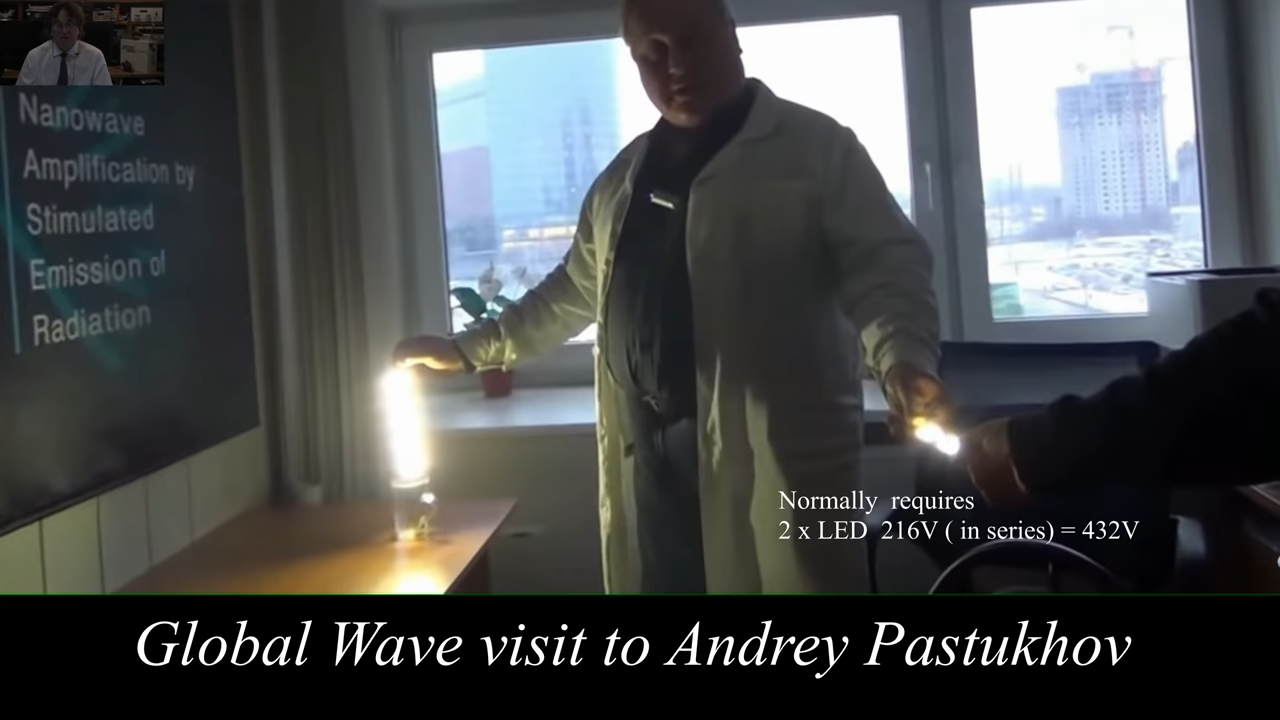 Nanowave
Amplification by
Stimulated
Emission of
Radiation
Normally requires
2 x LED 216V ( in series) = 432V
Global Wave visit to Andrey Pastukhov